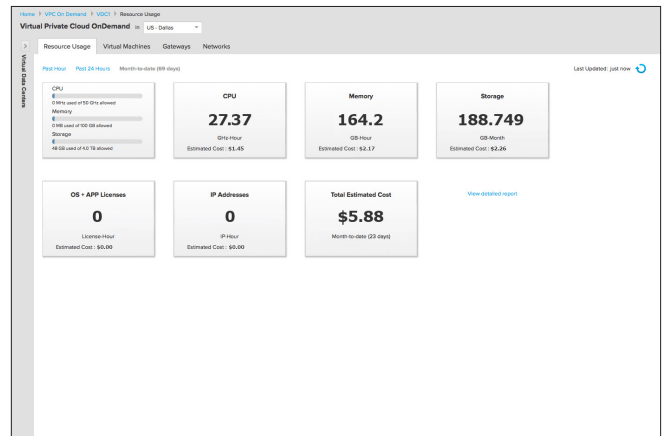 Home > VPC On Demand > VDC1 > Resource Usage
Virtual Private Cloud OnDemand in US - Dallas
Resource Usage Virtual Machines Gateways Networks
Virtual Data Centers
Past Hour Past 24 Hours Month-to-date (69 days)
Last Updated: just now
CPU
0 MHz used of 50 GHz allowed
Memory
0 MB used of 100 GB allowed
Storage
48 GB used of 4.0 TB allowed
CPU
27.37
GHz-Hour
Estimated Cost : $1.45
Memory
164.2
GB-Hour
Estimated Cost : $2.17
Storage
188.749
GB-Month
Estimated Cost : $2.26
OS + APP Licenses
0
License-Hour
Estimated Cost : $0.00
IP Addresses
0
IP-Hour
Estimated Cost : $0.00
Total Estimated Cost
$5.88
Month-to-date (23 days)
View detailed report